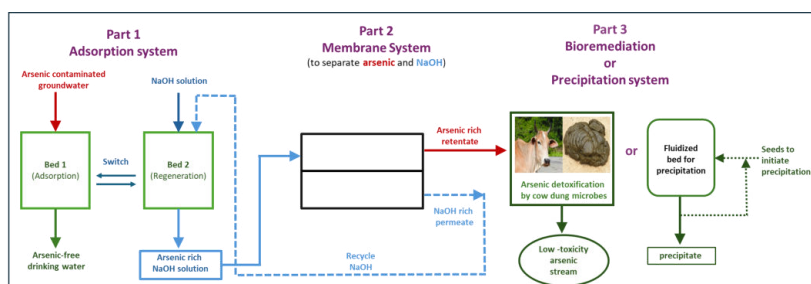 Part 1
Adsorption system
Part 2
Membrane System
(to separate arsenic and NaOH)
Part 3
Bioremediation
or
Precipitation system
Arsenic contaminated
groundwater
NaOH solution
Bed 1
(Adsorption)
Switch
Bed 2
(Regeneration)
Arsenic-free
drinking water
Arsenic rich
NaOH solution
Recycle
NaOH
Arsenic rich
retentate
NaOH rich
permeate
Arsenic detoxification
by cow dung microbes
Low -toxicity
arsenic
stream
or
Fluidized
bed for
precipitation
Seeds to
initiate
precipitation
precipitate